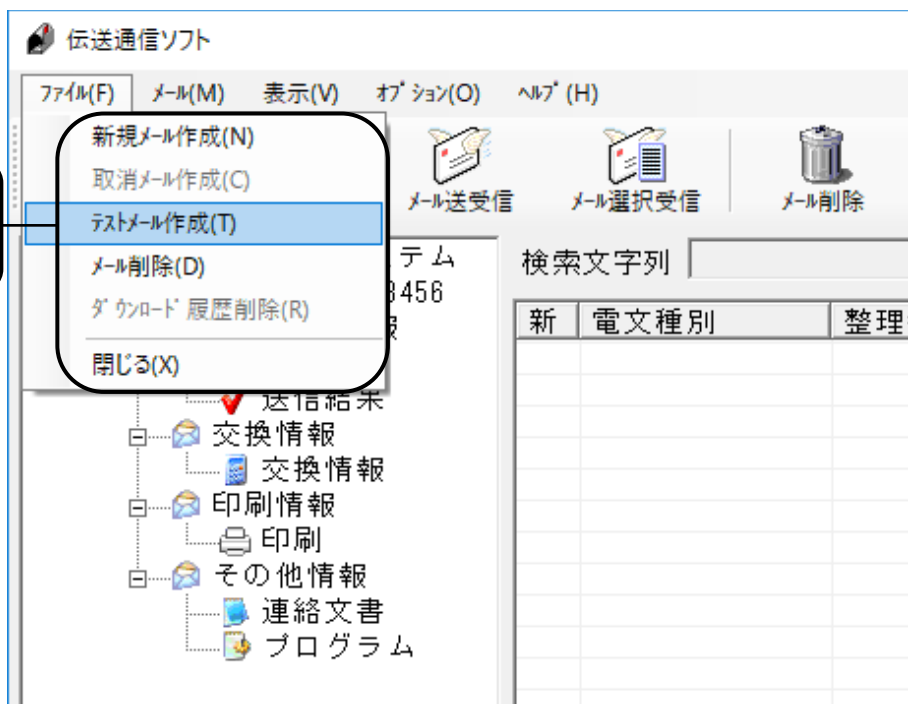 伝送通信ソフト
ﾌｧｲﾙ(F) ﾒｰﾙ(M) 表示(V) ｵﾌﾟｼｮﾝ(O) ﾍﾙﾌﾟ(H)
新規ﾒｰﾙ作成(N)
取消ﾒｰﾙ作成(C)
ﾃｽﾄﾒｰﾙ作成(T)
ﾒｰﾙ削除(D)
ﾀﾞｳﾝﾛｰﾄﾞ履歴削除(R)
閉じる(X)
ﾒｰﾙ送受信 ﾒｰﾙ選択受信 ﾒｰﾙ削除
ステム
3456
送信結果
交換情報
交換情報
印刷情報
印刷
その他情報
連絡文書
プログラム
検索文字列
新 電文種別 整理